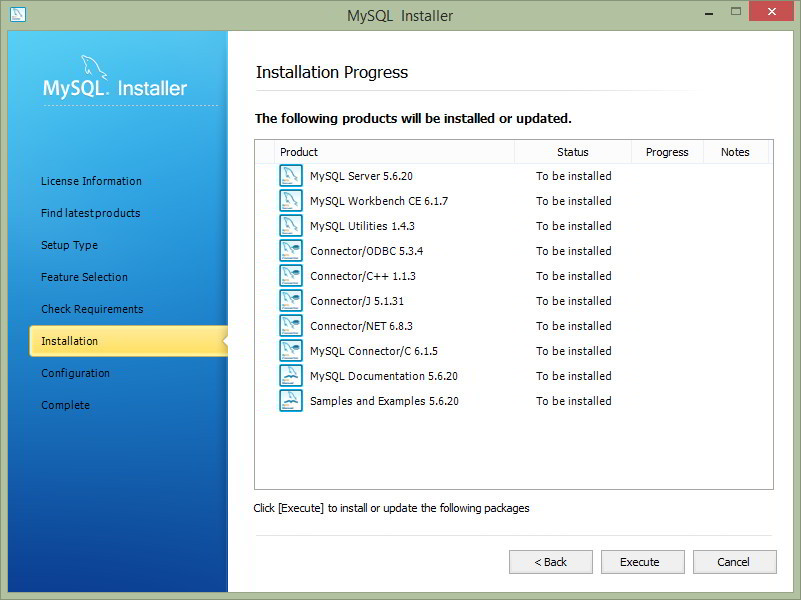 MySQL Installer
MySQL. Installer
License Information
Find latest products
Setup Type
Feature Selection
Check Requirements
Installation
Configuration
Complete
Installation Progress
The following products will be installed or updated.
Product Status Progress Notes
MySQL Server 5.6.20 To be installed
MySQL Workbench CE 6.1.7 To be installed
MySQL Utilities 1.4.3 To be installed
Connector/ODBC 5.3.4 To be installed
Connector/C++ 1.1.3 To be installed
Connector/J 5.1.31 To be installed
Connector/NET 6.8.3 To be installed
MySQL Connector/C 6.1.5 To be installed
MySQL Documentation 5.6.20 To be installed
Samples and Examples 5.6.20 To be installed
Click [Execute] to install or update the following packages
< Back Execute Cancel